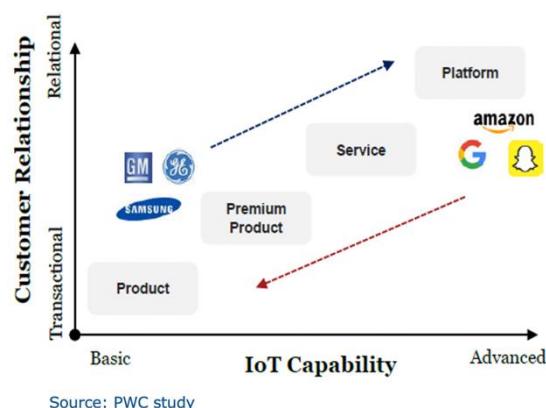 Customer Relationship
Relational
Transactional
Platform
amazon
G
Service
GM
GE
SAMSUNG
Premium
Product
Product
Basic
IoT Capability
Advanced
Source: PWC study